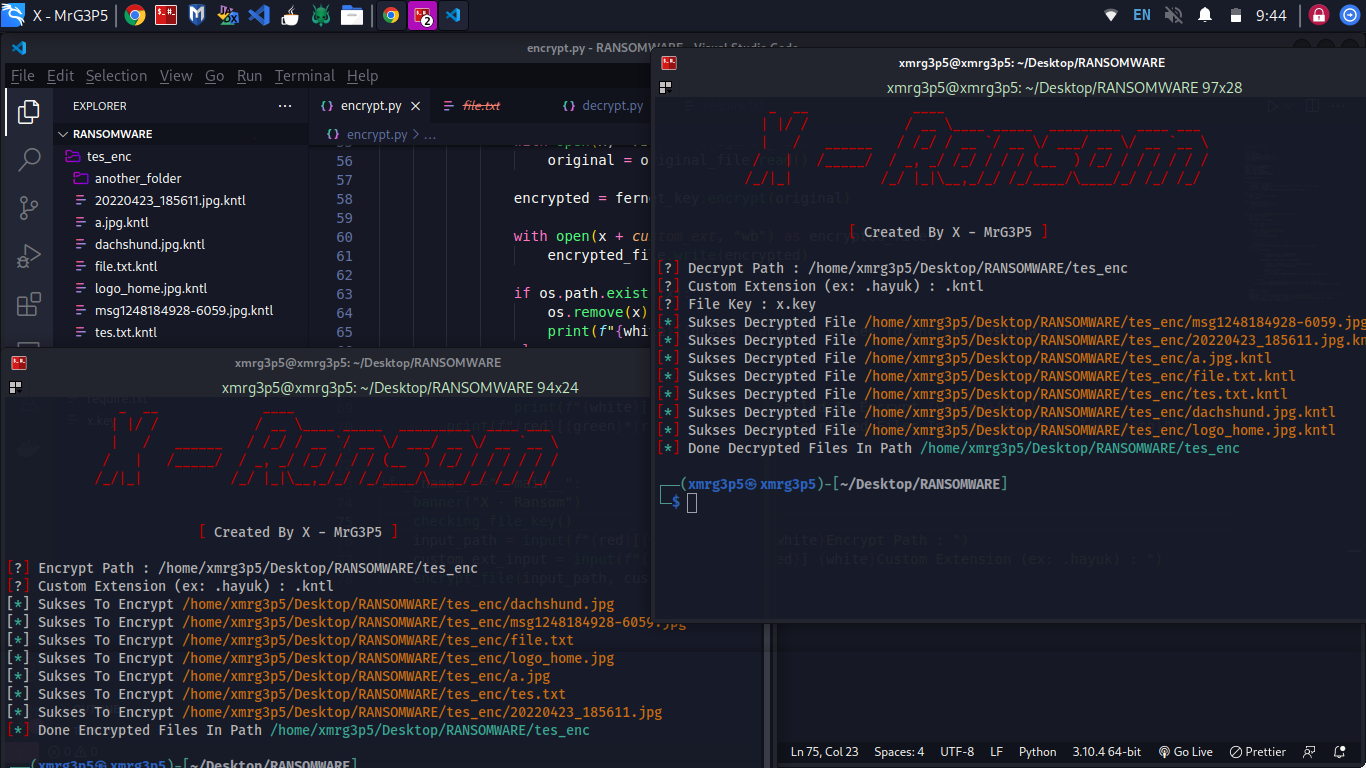 X - MrG3P5
EN
9:44
encrypt.py - RANSOMWARE - Visual Studio Code
File Edit Selection View Go Run Terminal Help
EXPLORER
encrypt.py
file.txt
decrypt.py
encrypt.py > ...
RANSOMWARE
tes_enc
another_folder
20220423_185611.jpg.kntl
a.jpg.kntl
dachshund.jpg.kntl
file.txt.kntl
logo_home.jpg.kntl
msg1248184928-6059.jpg.kntl
tes.txt.kntl
56 original = o
57
58 encrypted = fern
59
60 with open(x + cu
61 encrypted_fi
62
63 if os.path.exist
64 os.remove(x)
65 print(f"{whit
xmrg3p5@xmrg3p5: ~/Desktop/RANSOMWARE
xmrg3p5@xmrg3p5: ~/Desktop/RANSOMWARE 97x28
X - Ransom
[ Created By X - MrG3P5 ]
[?] Decrypt Path : /home/xmrg3p5/Desktop/RANSOMWARE/tes_enc
[?] Custom Extension (ex: .hayuk) : .kntl
[?] File Key : x.key
[*] Sukses Decrypted File /home/xmrg3p5/Desktop/RANSOMWARE/tes_enc/msg1248184928-6059.jpg
[*] Sukses Decrypted File /home/xmrg3p5/Desktop/RANSOMWARE/tes_enc/20220423_185611.jpg.kn
[*] Sukses Decrypted File /home/xmrg3p5/Desktop/RANSOMWARE/tes_enc/a.jpg.kntl
[*] Sukses Decrypted File /home/xmrg3p5/Desktop/RANSOMWARE/tes_enc/file.txt.kntl
[*] Sukses Decrypted File /home/xmrg3p5/Desktop/RANSOMWARE/tes_enc/tes.txt.kntl
[*] Sukses Decrypted File /home/xmrg3p5/Desktop/RANSOMWARE/tes_enc/dachshund.jpg.kntl
[*] Sukses Decrypted File /home/xmrg3p5/Desktop/RANSOMWARE/tes_enc/logo_home.jpg.kntl
[*] Done Decrypted Files In Path /home/xmrg3p5/Desktop/RANSOMWARE/tes_enc
(xmrg3p5㉿xmrg3p5)-[~/Desktop/RANSOMWARE]
$
xmrg3p5@xmrg3p5: ~/Desktop/RANSOMWARE
xmrg3p5@xmrg3p5: ~/Desktop/RANSOMWARE 94x24
X - Ransom
[ Created By X - MrG3P5 ]
[?] Encrypt Path : /home/xmrg3p5/Desktop/RANSOMWARE/tes_enc
[?] Custom Extension (ex: .hayuk) : .kntl
[*] Sukses To Encrypt /home/xmrg3p5/Desktop/RANSOMWARE/tes_enc/dachshund.jpg
[*] Sukses To Encrypt /home/xmrg3p5/Desktop/RANSOMWARE/tes_enc/msg1248184928-6059.jpg
[*] Sukses To Encrypt /home/xmrg3p5/Desktop/RANSOMWARE/tes_enc/file.txt
[*] Sukses To Encrypt /home/xmrg3p5/Desktop/RANSOMWARE/tes_enc/logo_home.jpg
[*] Sukses To Encrypt /home/xmrg3p5/Desktop/RANSOMWARE/tes_enc/a.jpg
[*] Sukses To Encrypt /home/xmrg3p5/Desktop/RANSOMWARE/tes_enc/tes.txt
[*] Sukses To Encrypt /home/xmrg3p5/Desktop/RANSOMWARE/tes_enc/20220423_185611.jpg
[*] Done Encrypted Files In Path /home/xmrg3p5/Desktop/RANSOMWARE/tes_enc
(xmrg3p5㉿xmrg3p5)-[~/Desktop/RANSOMWARE]
Ln 75, Col 23 Spaces: 4 UTF-8 LF Python 3.10.4 64-bit Go Live Prettier